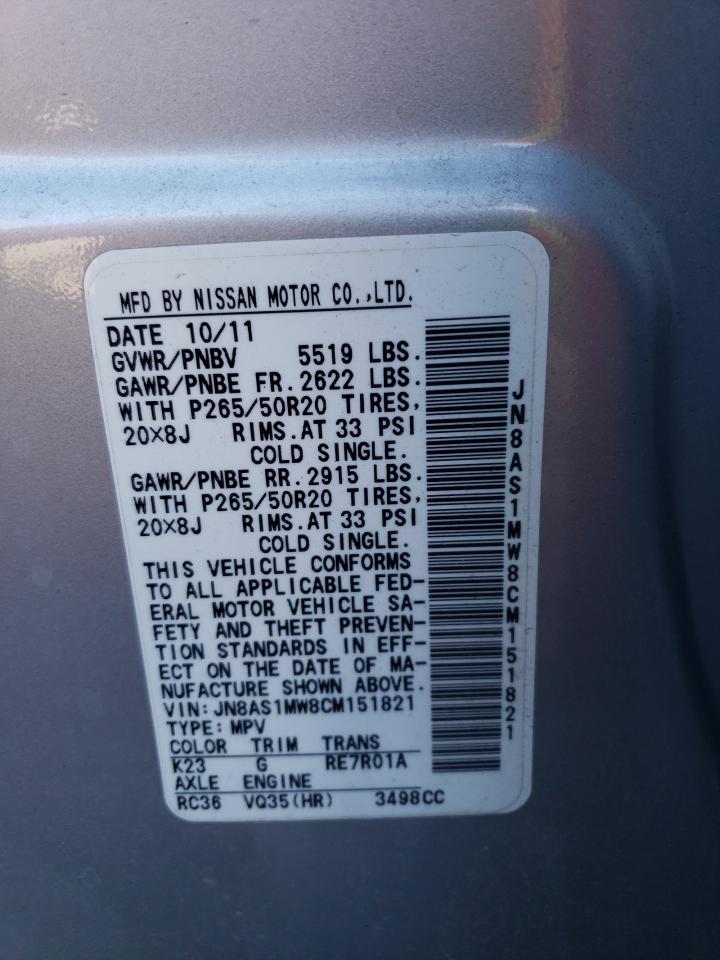 MFD BY NISSAN MOTOR CO.,LTD.
DATE 10/11
GVWR/PNBV 5519 LBS.
GAWR/PNBE FR.2622 LBS.
WITH P265/50R20 TIRES,
20×8J RIMS.AT 33 PSI
COLD SINGLE.
GAWR/PNBE RR.2915 LBS.
WITH P265/50R20 TIRES,
20×8J RIMS.AT 33 PSI
COLD SINGLE.
THIS VEHICLE CONFORMS
TO ALL APPLICABLE FED-
ERAL MOTOR VEHICLE SA-
FETY AND THEFT PREVEN-
TION STANDARDS IN EFF-
ECT ON THE DATE OF MA-
NUFACTURE SHOWN ABOVE.
VIN:JN8AS1MW8CM151821
TYPE:MPV
COLOR TRIM TRANS
K23 G RE7R01A
AXLE ENGINE
RC36 VQ35(HR) 3498CC
JN8AS1MW8CM151821